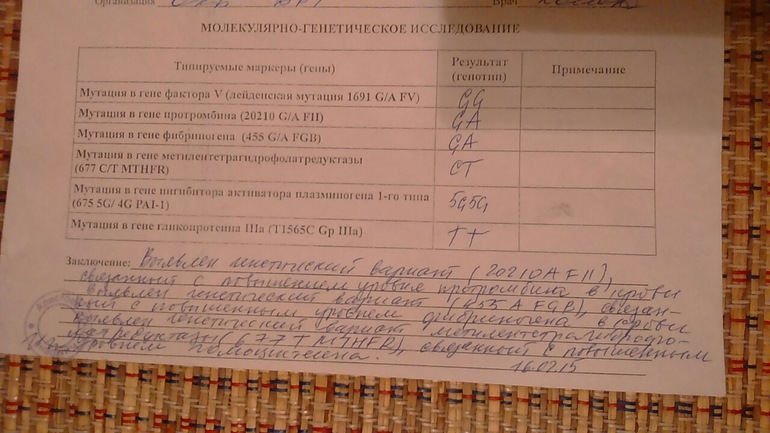 Организация
Врач
МОЛЕКУЛЯРНО-ГЕНЕТИЧЕСКОЕ ИССЛЕДОВАНИЕ
Типируемые маркеры (гены) Результат (генотип) Примечание
Мутация в гене фактора V (лейденская мутация 1691 G/A FV) GG
Мутация в гене протромбина (20210 G/A FII) GA
Мутация в гене фибриногена (455 G/A FGB) GA
Мутация в гене метилентетрагидрофолатредуктазы
(677 C/T MTHFR) CT
Мутация в гене ингибитора активатора плазминогена 1-го типа
(675 5G/ 4G PAI-1) 5G5G
Мутация в гене гликопротеина IIIa (T1565C Gp IIIa) TT
Заключение: Выявлен генетический вариант (20210A FII),
связанный с повышением уровня протромбина в крови
Выявлен генетический вариант (455 A FGB), связан-
ный с повышенным уровнем фибриногена в крови
Выявлен генетический вариант метилентетрагидрофо-
латредуктазы (677 T MTHFR), связанный с повышенным
уровнем гомоцистеина.
16.02.15